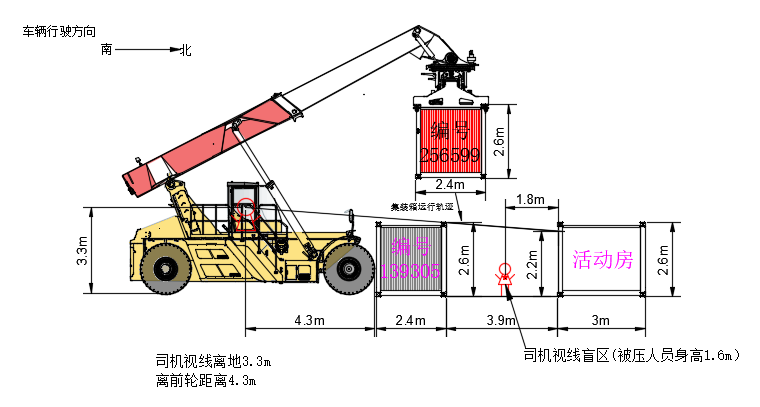 车辆行驶方向
南
北
编号
256599
2.6m
2.4m
集装箱运行轨迹
1.8m
3.3m
编号
139305
2.6m
2.2m
活动房
2.6m
4.3m
2.4m
3.9m
3m
司机视线离地3.3m
离前轮距离4.3m
司机视线盲区(被压人员身高1.6m)